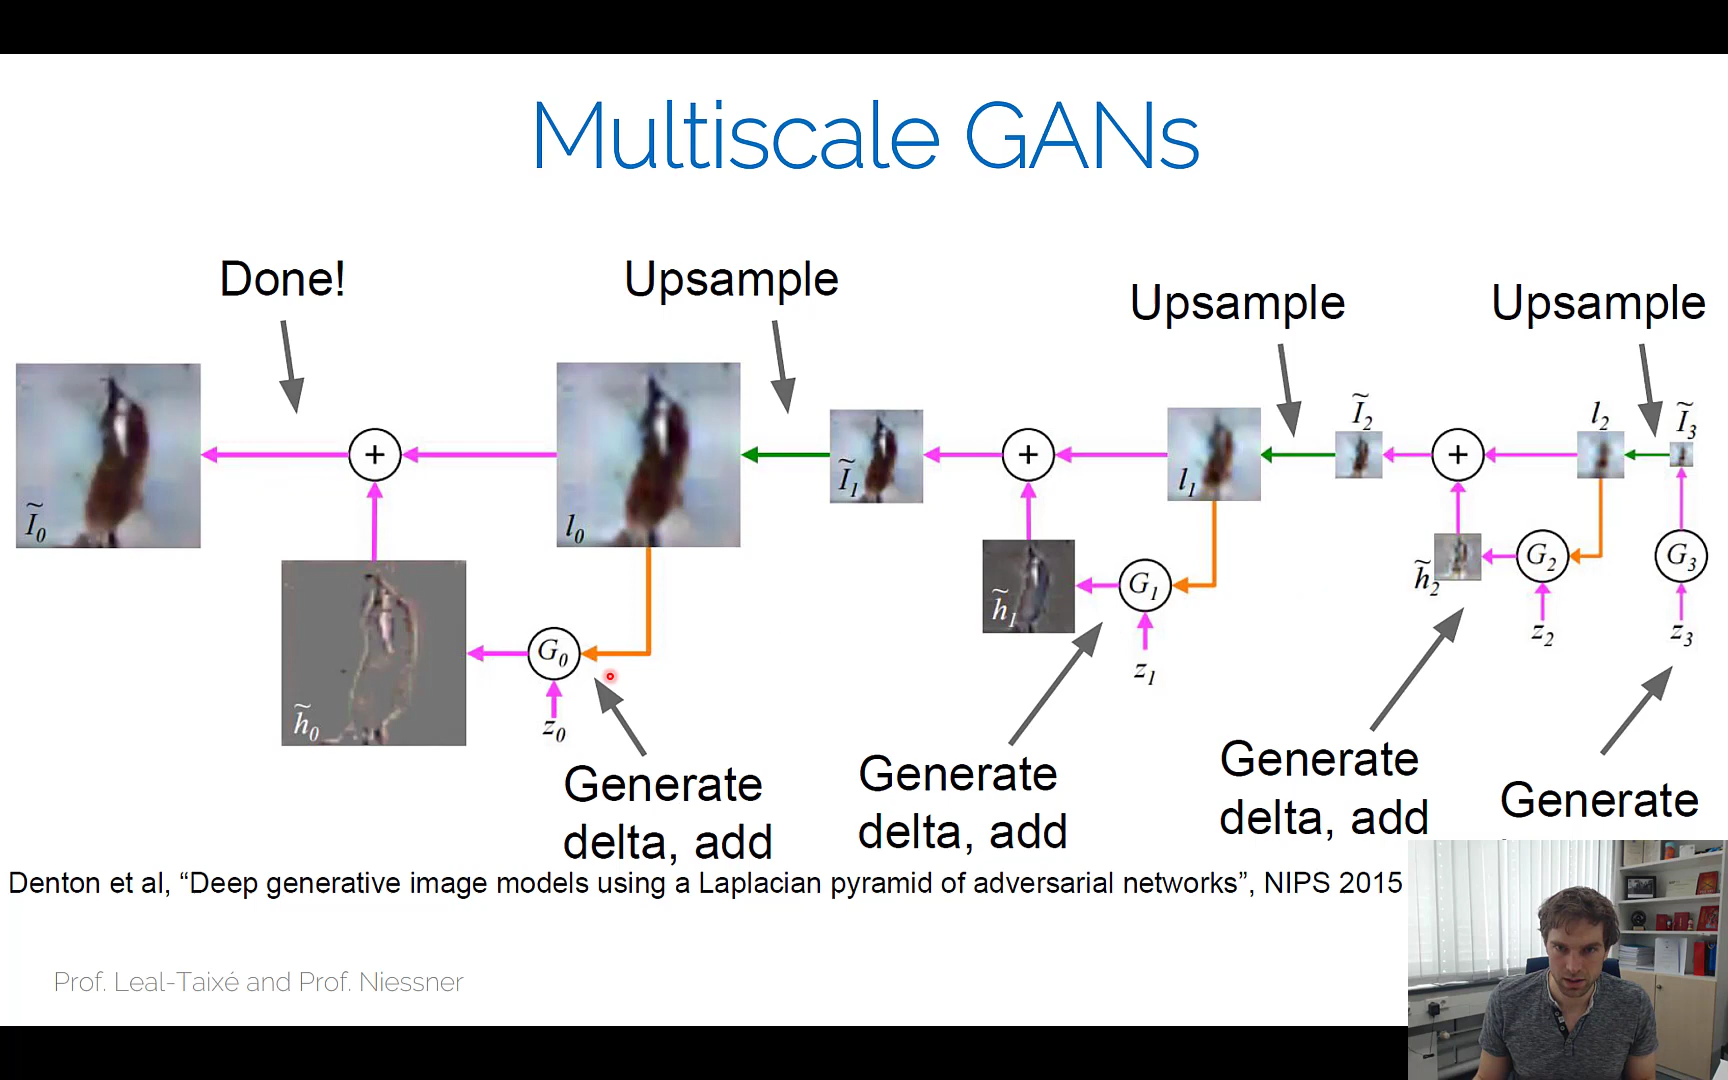 Multiscale GANs
Done!
Upsample
Upsample
Upsample
Ĩ₀
+
l₀
Ĩ₁
+
l₁
Ĩ₂
+
l₂
Ĩ₃
h̃₀
G₀
z₀
h̃₁
G₁
z₁
h̃₂
G₂
z₂
G₃
z₃
Generate
delta, add
Generate
delta, add
Generate
delta, add
Generate
Denton et al, “Deep generative image models using a Laplacian pyramid of adversarial networks”, NIPS 2015
Prof. Leal-Taixé and Prof. Niessner